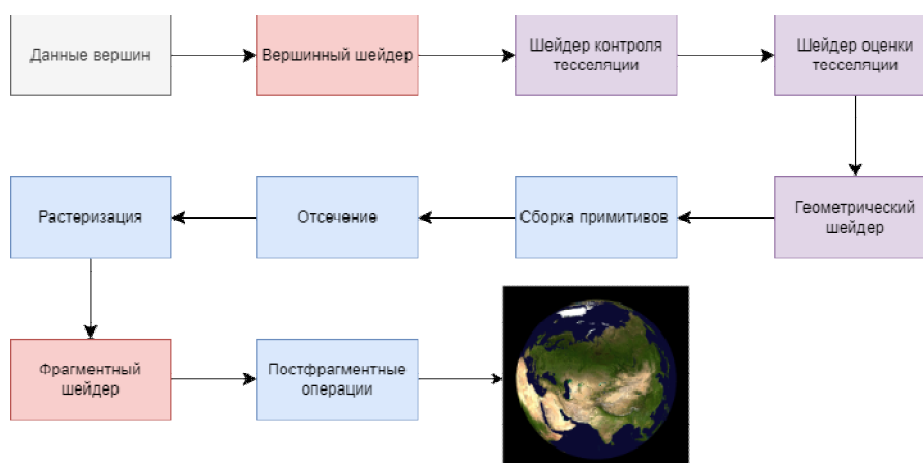 Данные вершин
Вершинный шейдер
Шейдер контроля
тесселяции
Шейдер оценки
тесселяции
Геометрический
шейдер
Сборка примитивов
Отсечение
Растеризация
Фрагментный
шейдер
Постфрагментные
операции